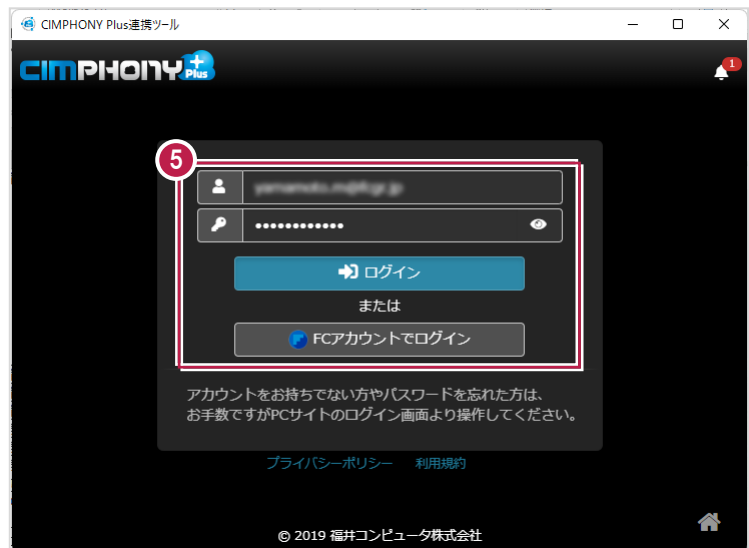 CIMPHONY Plus連携ツール
CIMPHONY Plus
1
5
ログイン
または
FCアカウントでログイン
アカウントをお持ちでない方やパスワードを忘れた方は、
お手数ですがPCサイトのログイン画面より操作してください。
プライバシーポリシー 利用規約
© 2019 福井コンピュータ株式会社